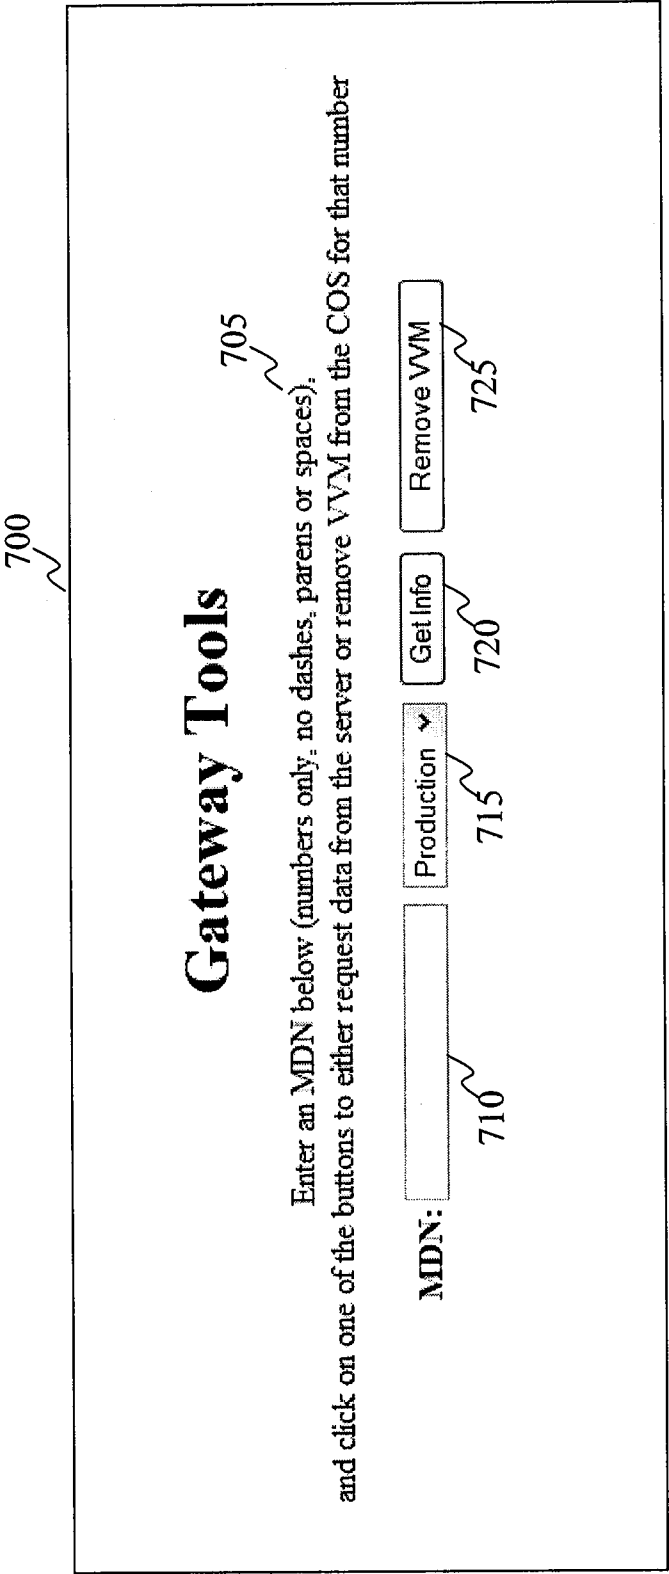 700
Gateway Tools
705
Enter an MDN below (numbers only, no dashes, parens or spaces),
and click on one of the buttons to either request data from the server or remove VVM from the COS for that number
MDN: Production Get Info Remove VVM
710 715 720 725